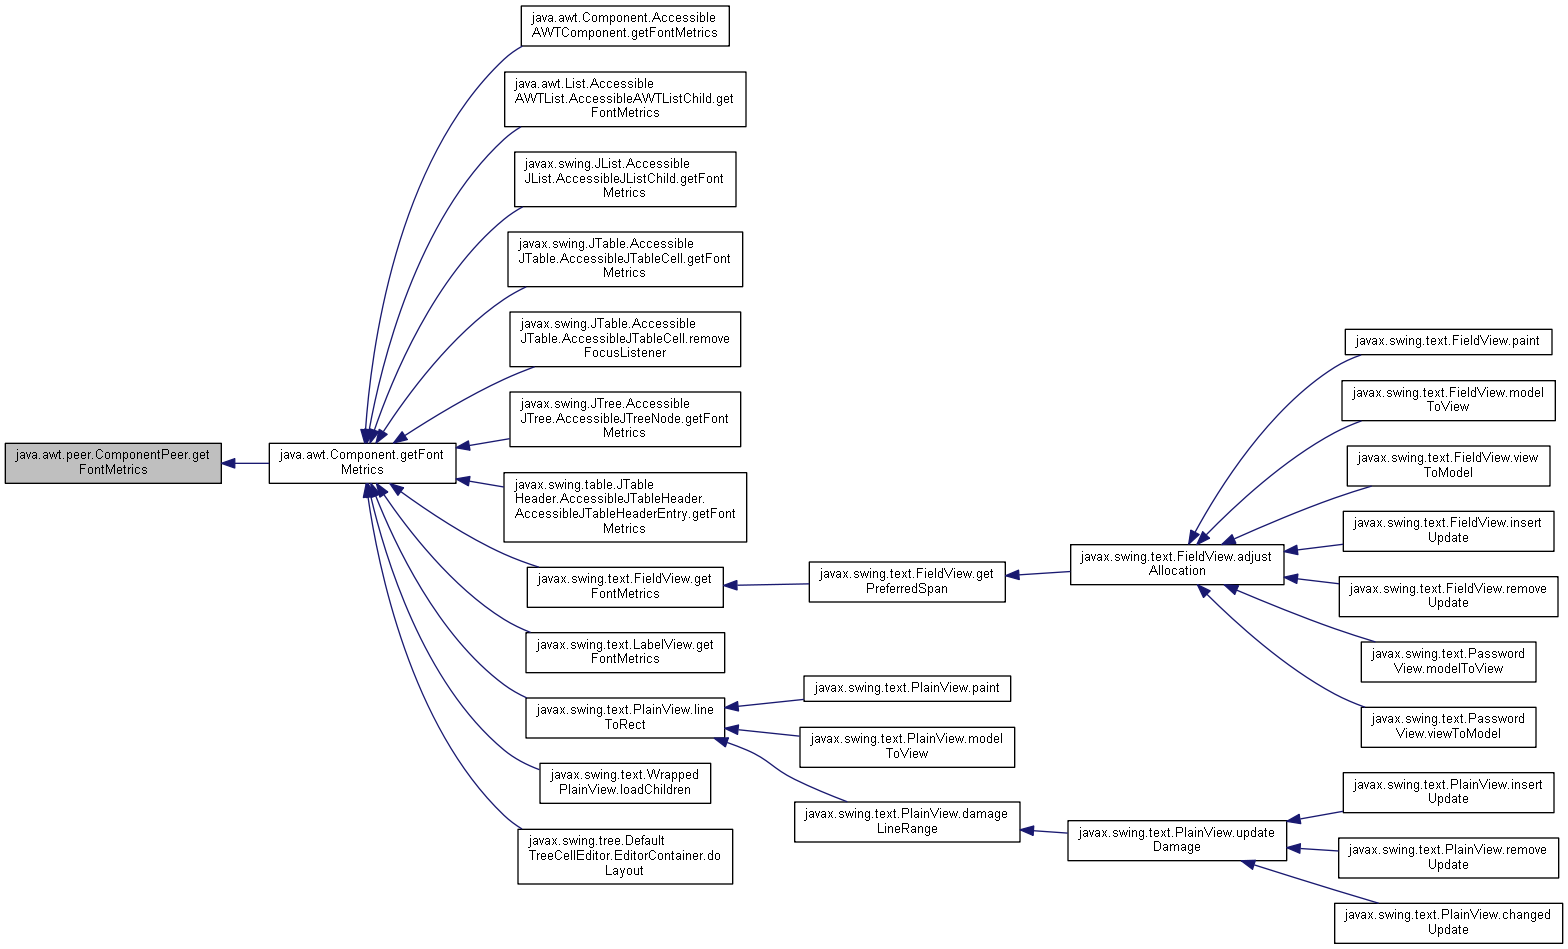 java.awt.peer.ComponentPeer.get
FontMetrics
java.awt.Component.getFont
Metrics
java.awt.Component.Accessible
AWTComponent.getFontMetrics
java.awt.List.Accessible
AWTList.AccessibleAWTListChild.get
FontMetrics
javax.swing.JList.Accessible
JList.AccessibleJListChild.getFont
Metrics
javax.swing.JTable.Accessible
JTable.AccessibleJTableCell.getFont
Metrics
javax.swing.JTable.Accessible
JTable.AccessibleJTableCell.remove
FocusListener
javax.swing.JTree.Accessible
JTree.AccessibleJTreeNode.getFont
Metrics
javax.swing.table.JTable
Header.AccessibleJTableHeader.
AccessibleJTableHeaderEntry.getFont
Metrics
javax.swing.text.FieldView.get
FontMetrics
javax.swing.text.LabelView.get
FontMetrics
javax.swing.text.PlainView.line
ToRect
javax.swing.text.Wrapped
PlainView.loadChildren
javax.swing.tree.Default
TreeCellEditor.EditorContainer.do
Layout
javax.swing.text.FieldView.get
PreferredSpan
javax.swing.text.PlainView.paint
javax.swing.text.PlainView.model
ToView
javax.swing.text.PlainView.damage
LineRange
javax.swing.text.FieldView.adjust
Allocation
javax.swing.text.PlainView.update
Damage
javax.swing.text.FieldView.paint
javax.swing.text.FieldView.model
ToView
javax.swing.text.FieldView.view
ToModel
javax.swing.text.FieldView.insert
Update
javax.swing.text.FieldView.remove
Update
javax.swing.text.Password
View.modelToView
javax.swing.text.Password
View.viewToModel
javax.swing.text.PlainView.insert
Update
javax.swing.text.PlainView.remove
Update
javax.swing.text.PlainView.changed
Update